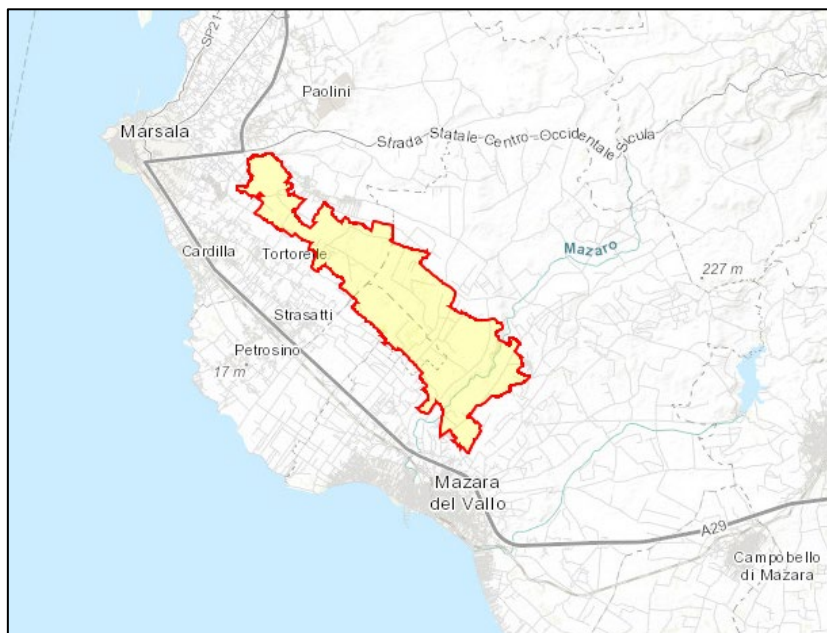 SP21
Paolini
Marsala
Strada Statale Centro-Occidentale Sicula
Mazaro
Cardilla
Tortorelle
227 m
Strasatti
Petrosino
17 m
Mazara
del Vallo
A29
Campobello
di Mazara